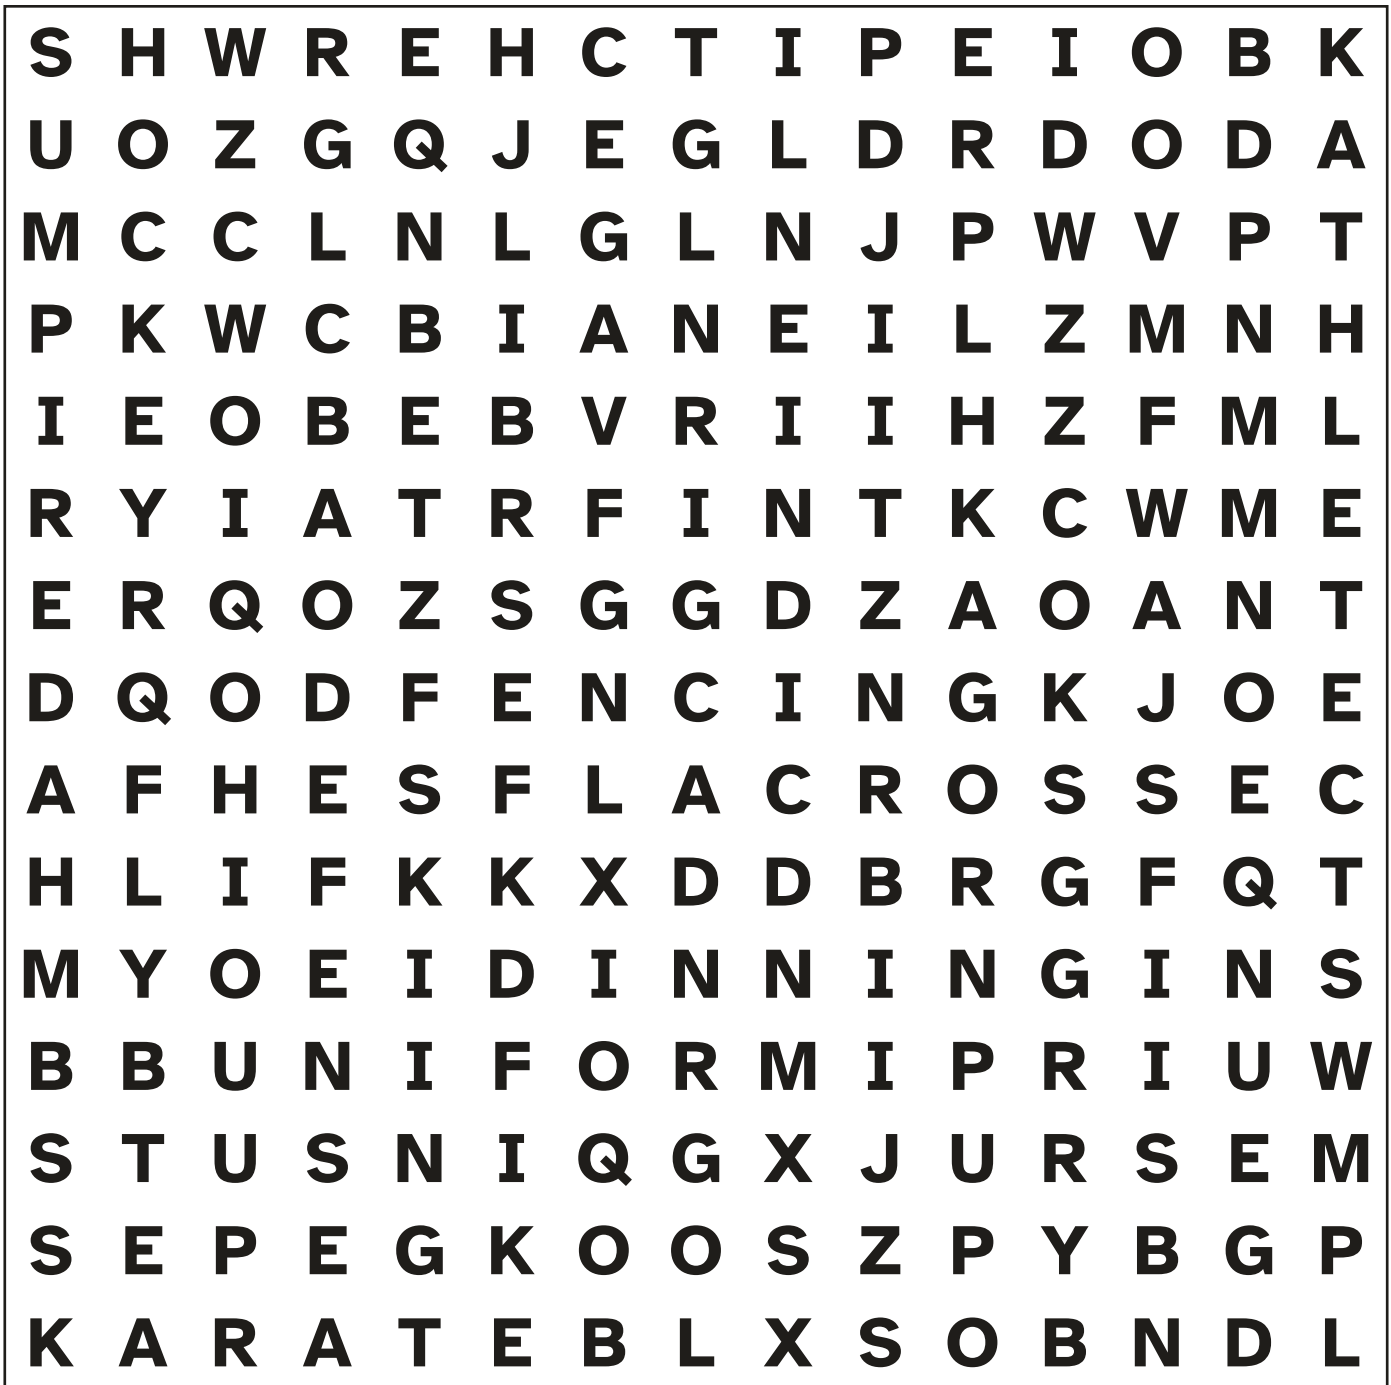 S H W R E H C T I P E I O B K
U O Z G Q J E G L D R D O D A
M C C L N L G L N J P W V P T
P K W C B I A N E I L Z M N H
I E O B E B V R I I H Z F M L
R Y I A T R F I N T K C W M E
E R Q O Z S G G D Z A O A N T
D Q O D F E N C I N G K J O E
A F H E S F L A C R O S S E C
H L I F K K X D D B R G F Q T
M Y O E I D I N N I N G I N S
B B U N I F O R M I P R I U W
S T U S N I Q G X J U R S E M
S E P E G K O O S Z P Y B G P
K A R A T E B L X S O B N D L